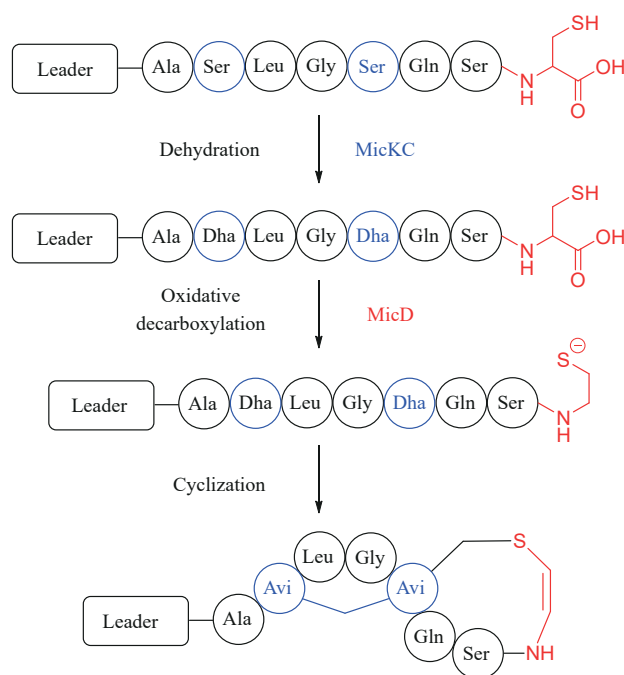 SH
Leader Ala Ser Leu Gly Ser Gln Ser N H OH O
Dehydration MicKC
SH
Leader Ala Dha Leu Gly Dha Gln Ser N H OH O
Oxidative
decarboxylation MicD
S ⊖
Leader Ala Dha Leu Gly Dha Gln Ser N H
Cyclization
Leu Gly S
Avi Avi
Leader Ala Gln Ser NH